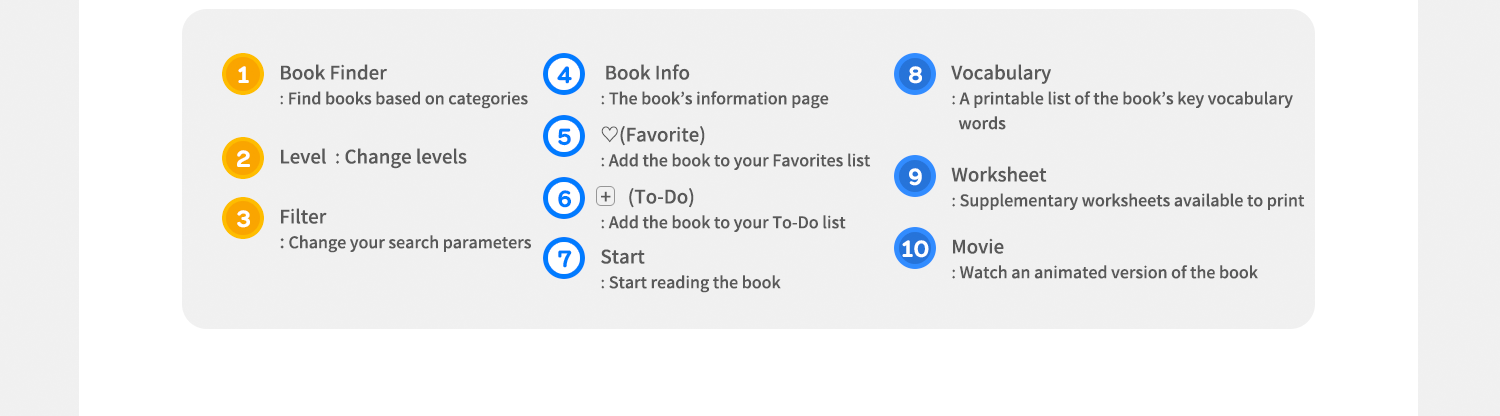 1 Book Finder
: Find books based on categories
2 Level : Change levels
3 Filter
: Change your search parameters
4 Book Info
: The book's information page
5 ♡(Favorite)
: Add the book to your Favorites list
6 + (To-Do)
: Add the book to your To-Do list
7 Start
: Start reading the book
8 Vocabulary
: A printable list of the book's key vocabulary
words
9 Worksheet
: Supplementary worksheets available to print
10 Movie
: Watch an animated version of the book